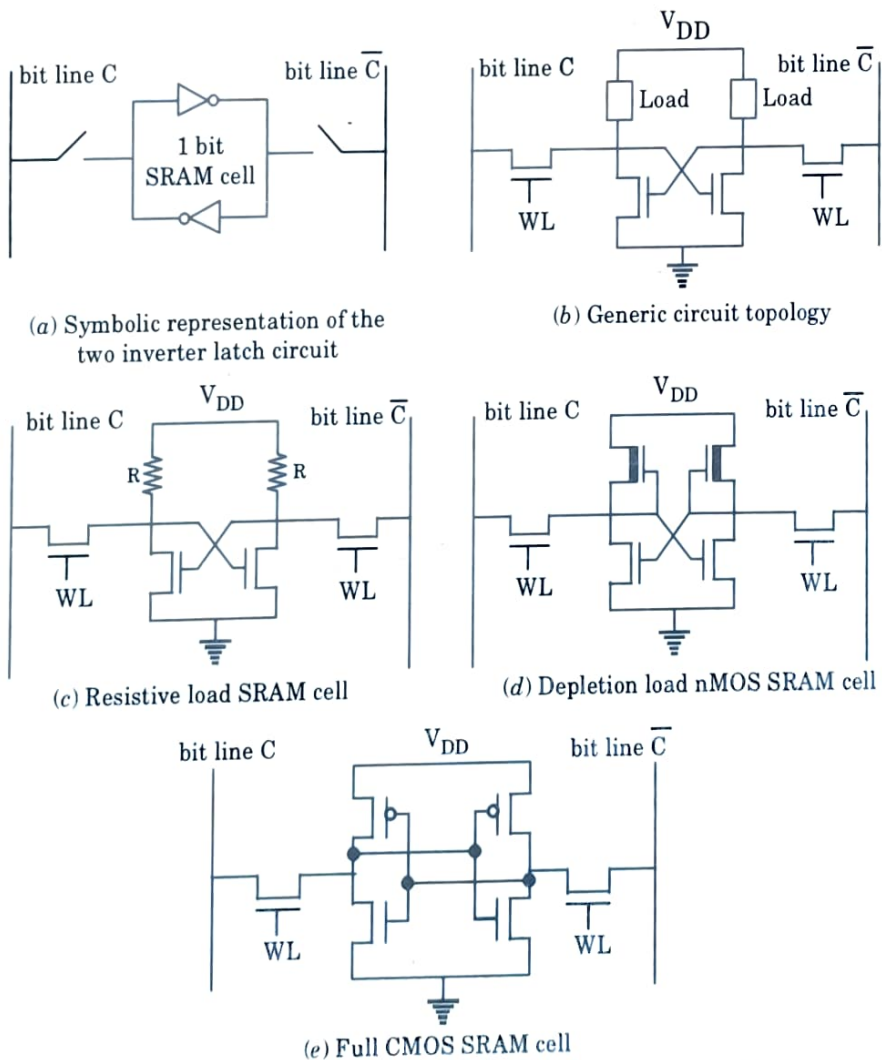 bit line C
bit line C̅
1 bit
SRAM cell
(a) Symbolic representation of the
two inverter latch circuit
V_DD
bit line C
bit line C̅
Load
Load
WL
WL
(b) Generic circuit topology
V_DD
bit line C
bit line C̅
R
R
WL
WL
(c) Resistive load SRAM cell
V_DD
bit line C
bit line C̅
WL
WL
(d) Depletion load nMOS SRAM cell
V_DD
bit line C
bit line C̅
WL
WL
(e) Full CMOS SRAM cell